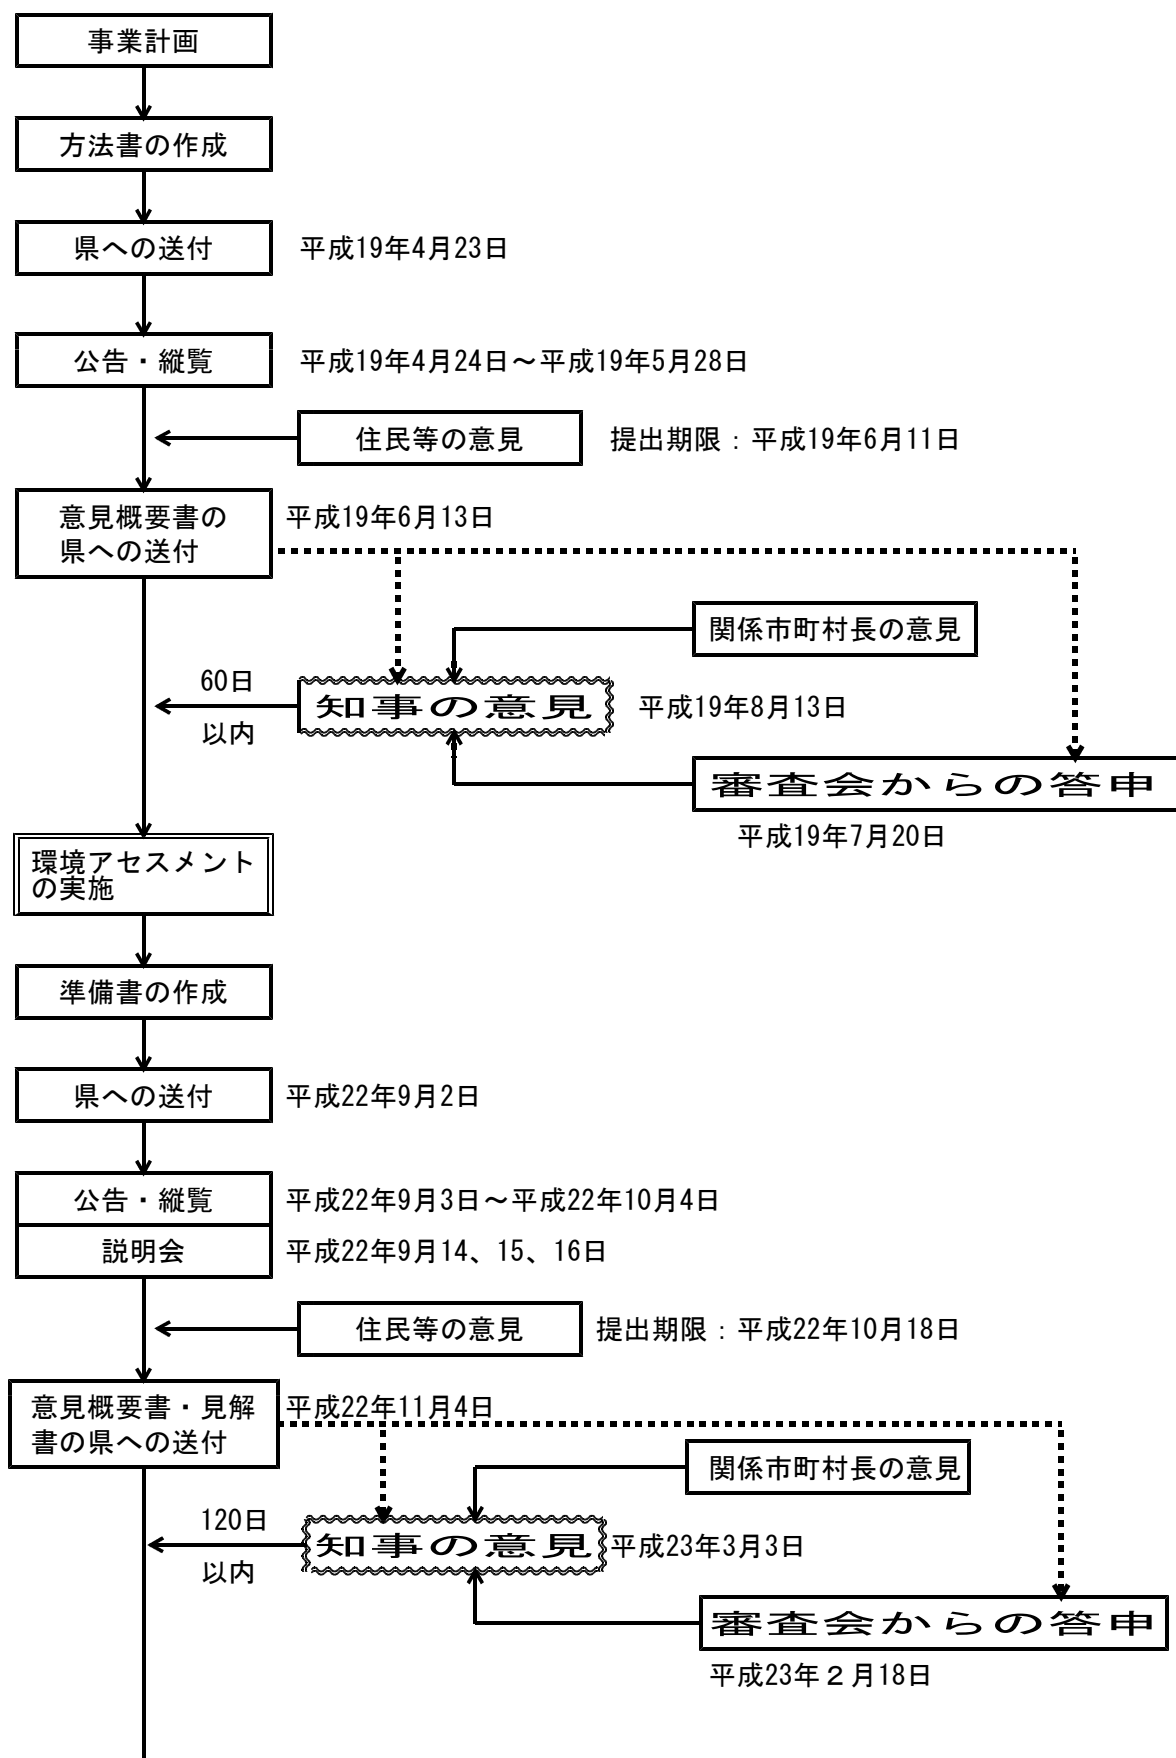 事業計画
方法書の作成
県への送付
平成19年4月23日
公告・縦覧
平成19年4月24日～平成19年5月28日
住民等の意見
提出期限：平成19年6月11日
意見概要書の
県への送付
平成19年6月13日
関係市町村長の意見
60日
以内
知事の意見
平成19年8月13日
審査会からの答申
平成19年7月20日
環境アセスメント
の実施
準備書の作成
県への送付
平成22年9月2日
公告・縦覧
平成22年9月3日～平成22年10月4日
説明会
平成22年9月14、15、16日
住民等の意見
提出期限：平成22年10月18日
意見概要書・見解
書の県への送付
平成22年11月4日
関係市町村長の意見
120日
以内
知事の意見
平成23年3月3日
審査会からの答申
平成23年２月18日